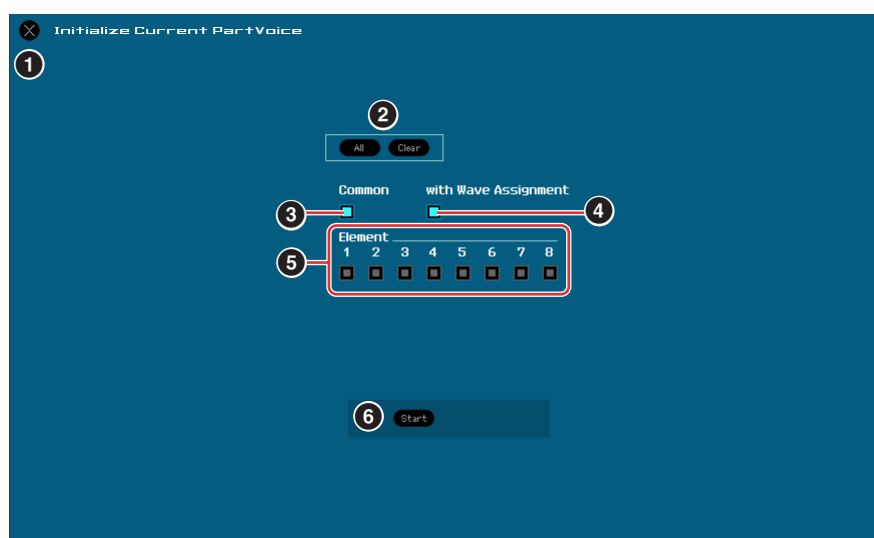 Initialize Current PartVoice
1
2
All Clear
Common with Wave Assignment
3 4
Element
1 2 3 4 5 6 7 8
5
6 Start